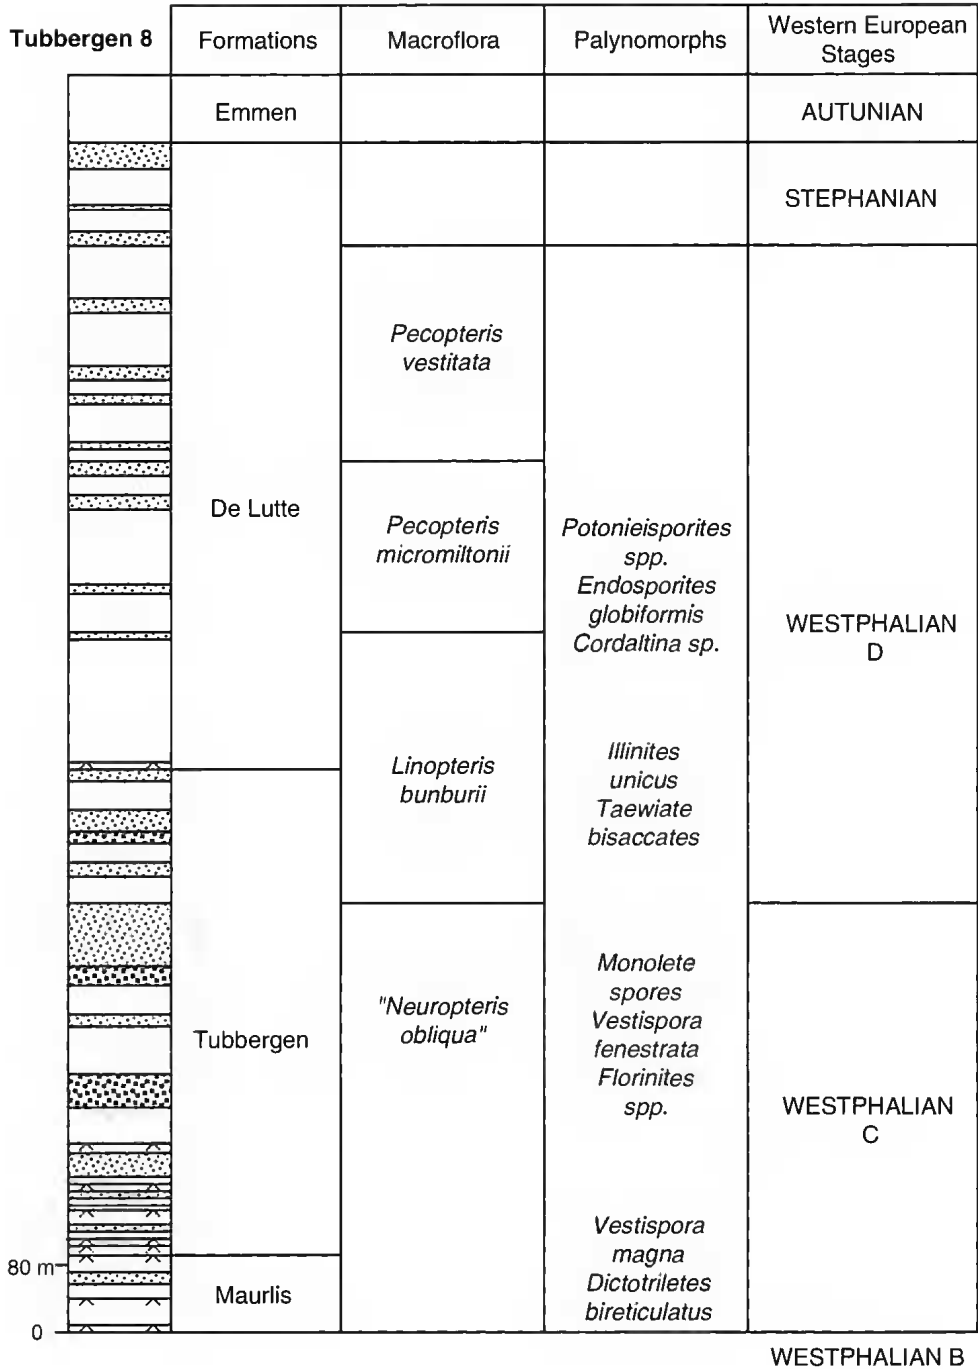 Tubbergen 8
Formations
Macroflora
Palynomorphs
Western European
Stages
Emmen
AUTUNIAN
STEPHANIAN
Pecopteris
vestitata
De Lutte
Pecopteris
micromiltonii
Potonieisporites
spp.
Endosporites
globiformis
Cordaltina sp.
WESTPHALIAN
D
Linopteris
bunburii
Illinites
unicus
Taewiate
bisaccates
Tubbergen
"Neuropteris
obliqua"
Monolete
spores
Vestispora
fenestrata
Florinites
spp.
WESTPHALIAN
C
Vestispora
magna
Dictotriletes
bireticulatus
80 m
Maurlis
0
WESTPHALIAN B